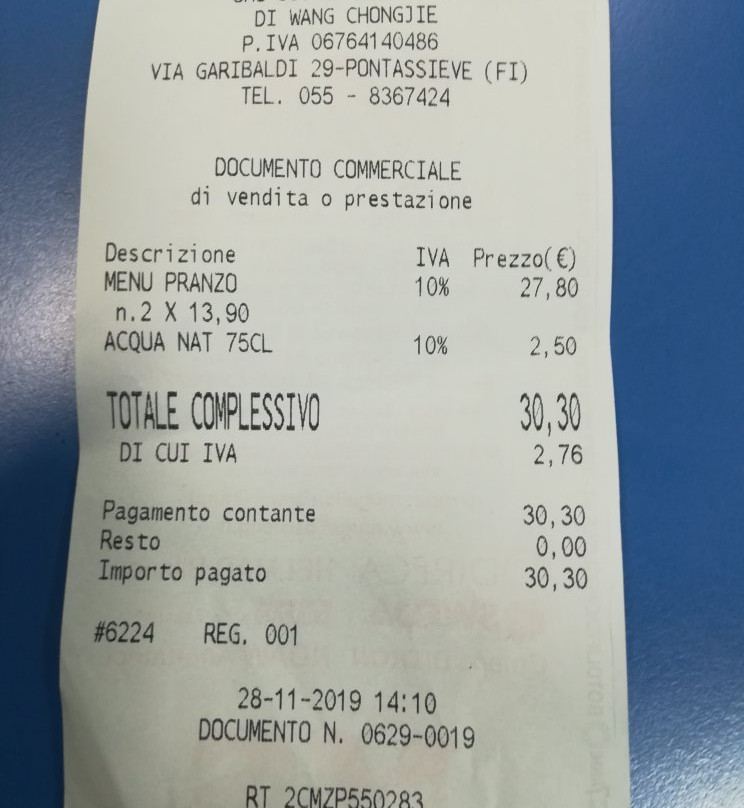 DI WANG CHONGJIE
P.IVA 06764140486
VIA GARIBALDI 29-PONTASSIEVE (FI)
TEL. 055 - 8367424
DOCUMENTO COMMERCIALE
di vendita o prestazione
Descrizione IVA Prezzo(€)
MENU PRANZO 10% 27,80
n.2 X 13,90
ACQUA NAT 75CL 10% 2,50
TOTALE COMPLESSIVO 30,30
DI CUI IVA 2,76
Pagamento contante 30,30
Resto 0,00
Importo pagato 30,30
#6224 REG. 001
28-11-2019 14:10
DOCUMENTO N. 0629-0019
RT 2CMZP550283